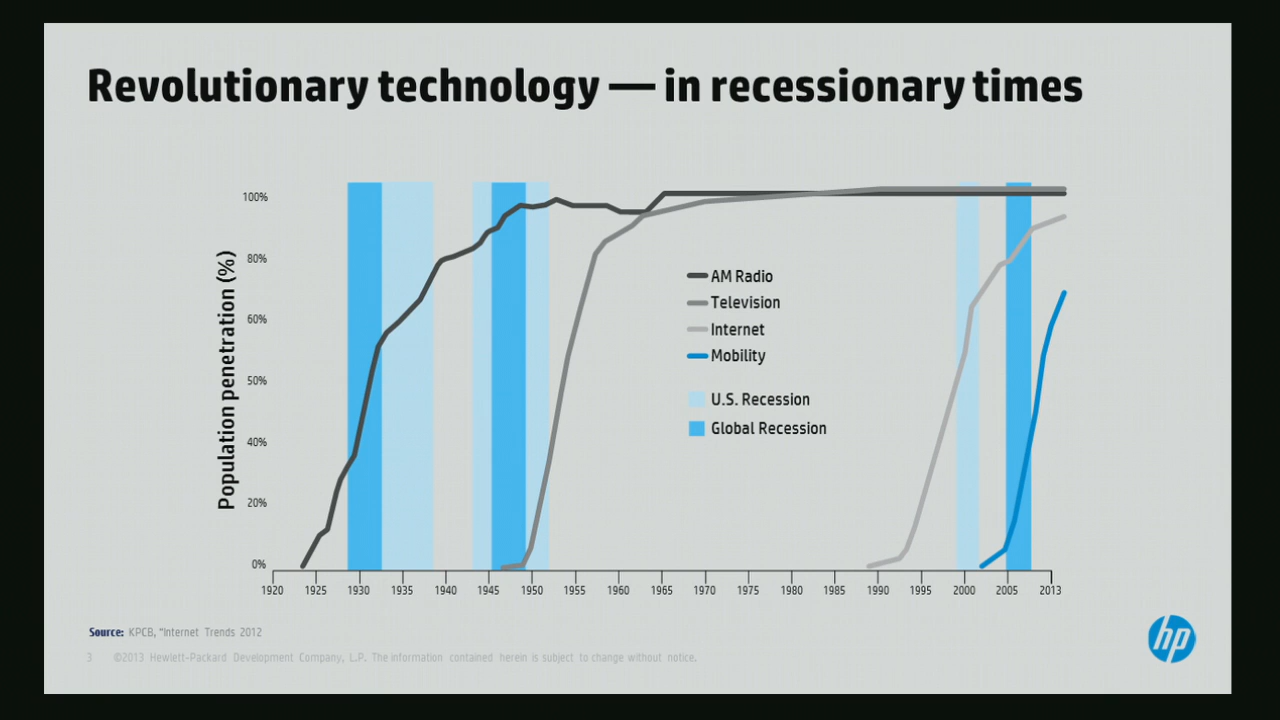 Revolutionary technology — in recessionary times
Population penetration (%)
100%
80%
60%
50%
40%
20%
0%
AM Radio
Television
Internet
Mobility
U.S. Recession
Global Recession
1920 1925 1930 1935 1940 1945 1950 1955 1960 1965 1970 1975 1980 1985 1990 1995 2000 2005 2013
Source: KPCB, "Internet Trends 2012
3 ©2013 Hewlett-Packard Development Company, L.P. The information contained herein is subject to change without notice.
hp